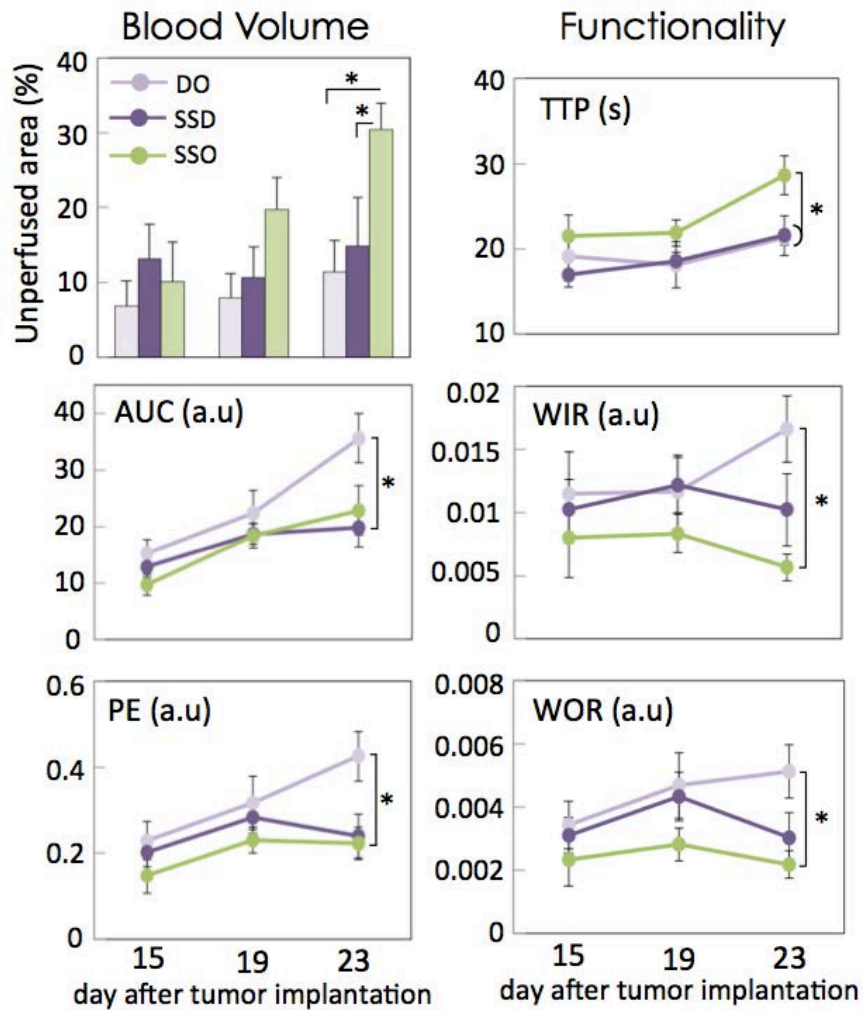 Blood Volume
Functionality
Unperfused area (%)
40
30
20
10
0
DO
SSD
SSO
*
*
TTP (s)
40
30
20
10
*
AUC (a.u)
40
30
20
10
0
*
WIR (a.u)
0.02
0.015
0.01
0.005
0
*
PE (a.u)
0.6
0.4
0.2
0
*
15 19 23
day after tumor implantation
WOR (a.u)
0.008
0.006
0.004
0.002
0
*
15 19 23
day after tumor implantation